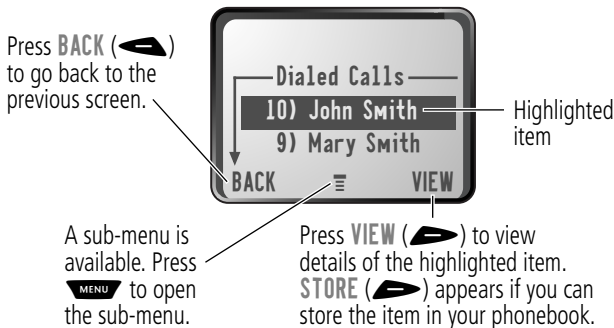 Press BACK ( )
to go back to the
previous screen.
Dialed Calls
10) John Smith
9) Mary Smith
BACK VIEW
Highlighted
item
A sub-menu is
available. Press
MENU to open
the sub-menu.
Press VIEW ( ) to view
details of the highlighted item.
STORE ( ) appears if you can
store the item in your phonebook.